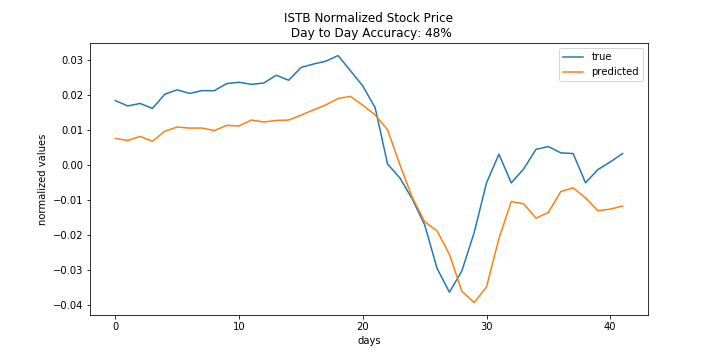 ISTB Normalized Stock Price
Day to Day Accuracy: 48%
true
predicted
0.03
0.02
0.01
0.00
−0.01
−0.02
−0.03
−0.04
normalized values
0
10
20
30
40
days